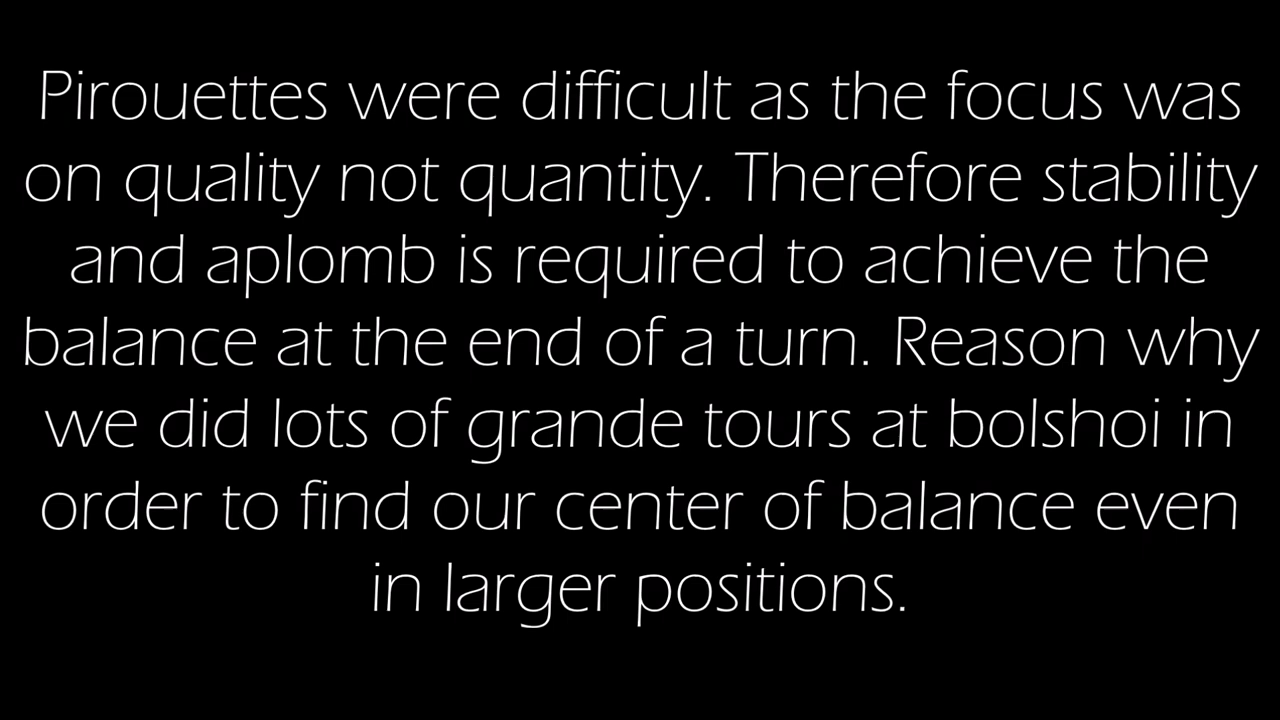 Pirouettes were difficult as the focus was
on quality not quantity. Therefore stability
and aplomb is required to achieve the
balance at the end of a turn. Reason why
we did lots of grande tours at bolshoi in
order to find our center of balance even
in larger positions.